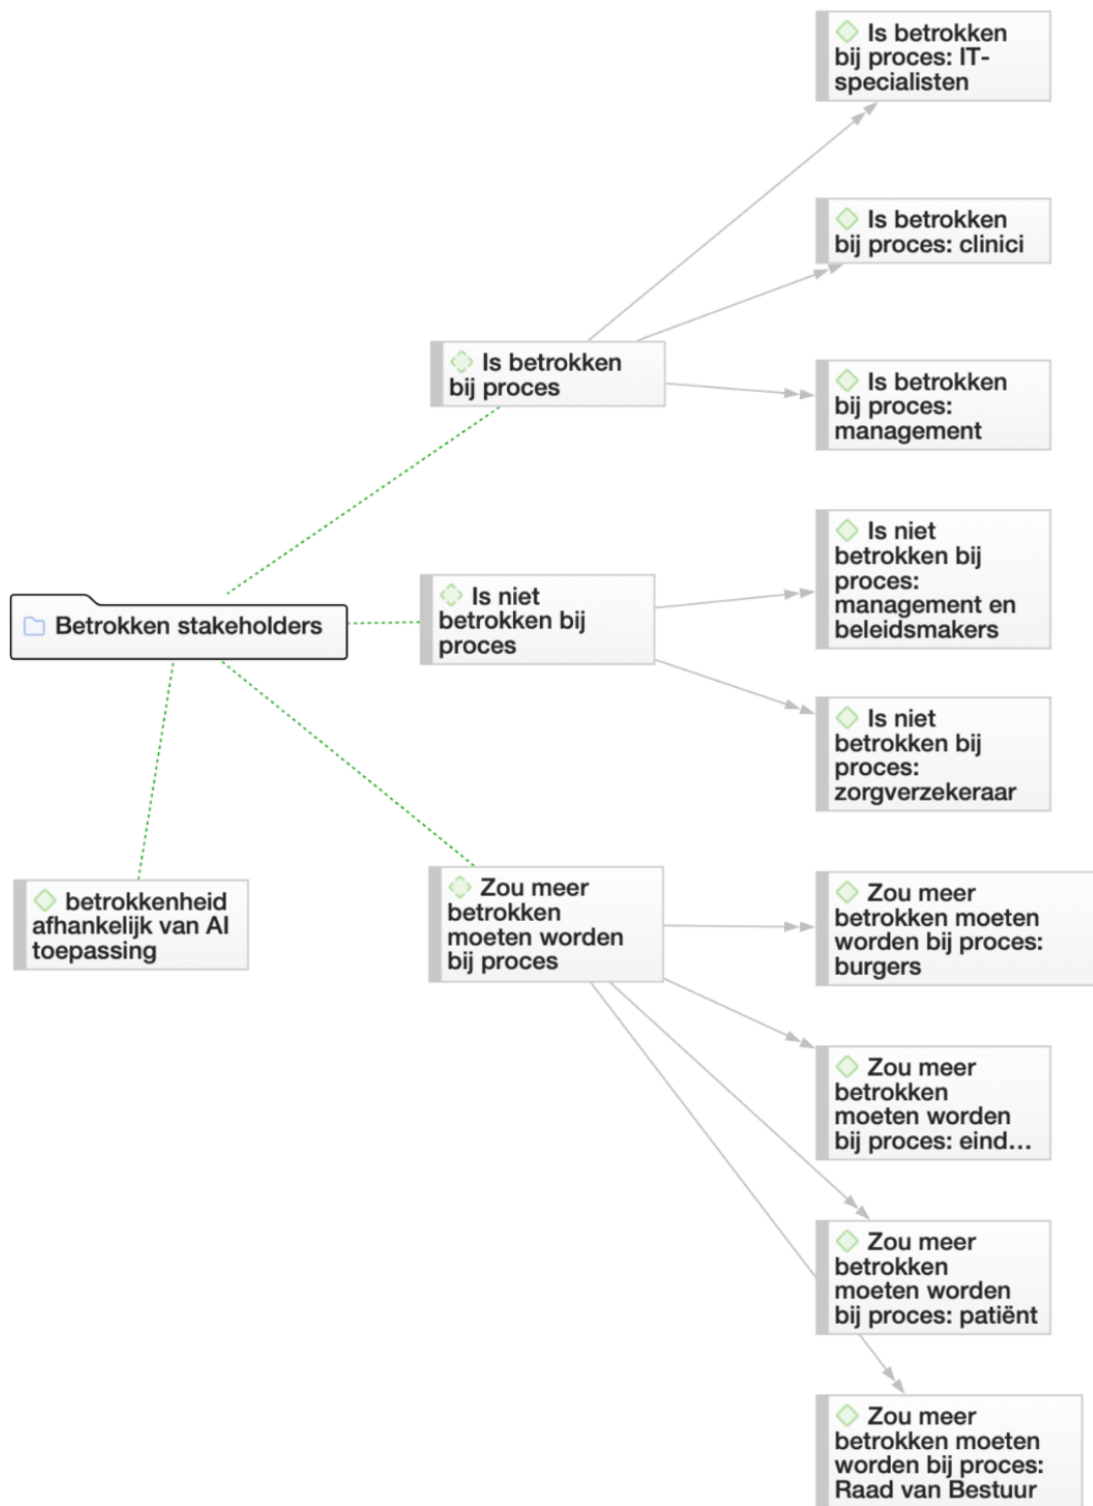 Is betrokken
bij proces: IT-
specialisten
Is betrokken
bij proces: clinici
Is betrokken
bij proces
Is betrokken
bij proces:
management
Is niet
betrokken bij
proces:
management en
beleidsmakers
Betrokken stakeholders
Is niet
betrokken bij
proces
Is niet
betrokken bij
proces:
zorgverzekeraar
betrokkenheid
afhankelijk van AI
toepassing
Zou meer
betrokken
moeten worden
bij proces
Zou meer
betrokken moeten
worden bij proces:
burgers
Zou meer
betrokken
moeten worden
bij proces: eind...
Zou meer
betrokken
moeten worden
bij proces: patiënt
Zou meer
betrokken moeten
worden bij proces:
Raad van Bestuur